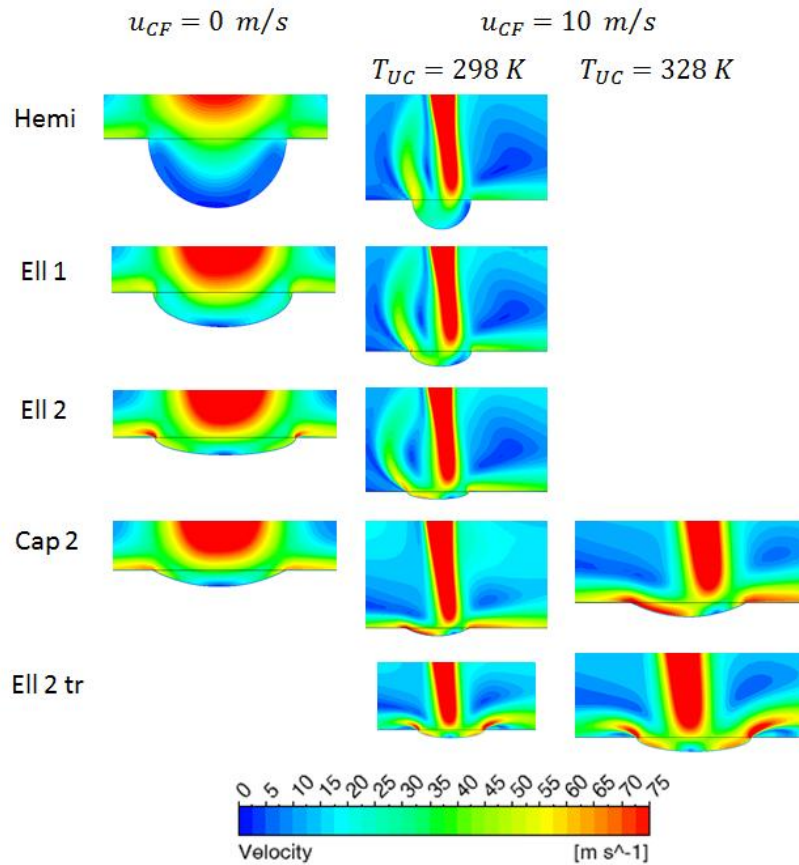 u_CF = 0 m/s u_CF = 10 m/s
T_UC = 298 K T_UC = 328 K
Hemi
Ell 1
Ell 2
Cap 2
Ell 2 tr
0 5 10 15 20 25 30 35 40 45 50 55 60 65 70 75
Velocity [m s^-1]